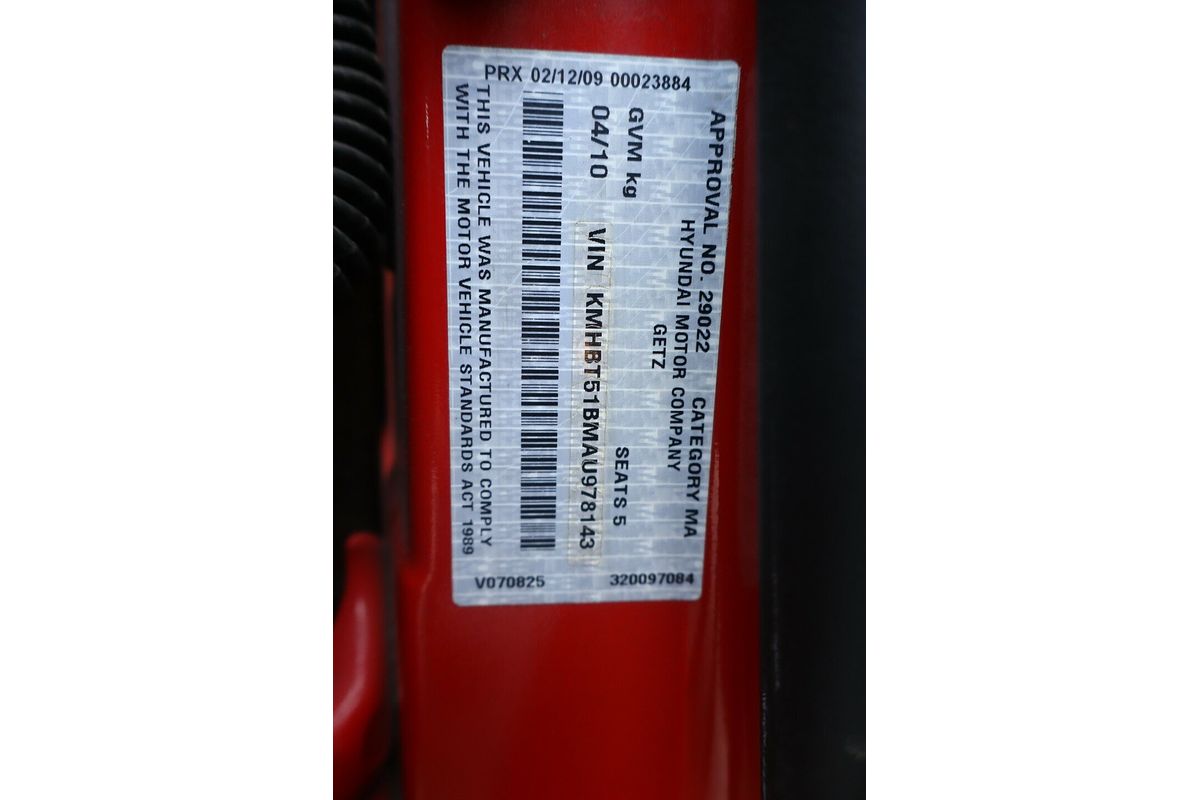 APPROVAL NO. 29022 CATEGORY MA
HYUNDAI MOTOR COMPANY
GETZ
GVM kg SEATS 5
04/10 VIN KMHBT51BMAU978143
THIS VEHICLE WAS MANUFACTURED TO COMPLY
WITH THE MOTOR VEHICLE STANDARDS ACT 1989
PRX 02/12/09 00023884
V070825 320097084